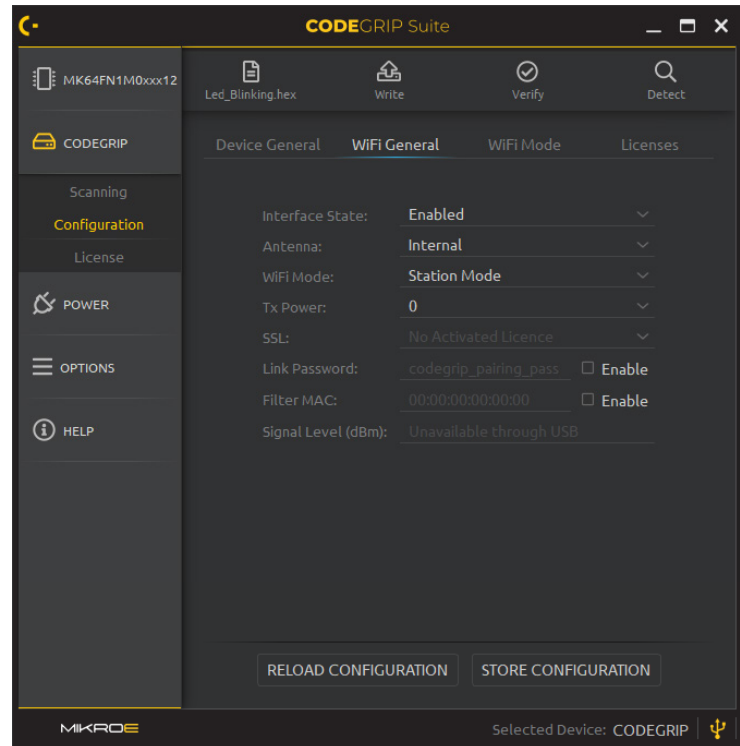 CODEGRIP Suite
MK64FN1M0xxx12
Led_Blinking.hex
Write
Verify
Detect
CODEGRIP
Device General
WiFi General
WiFi Mode
Licenses
Scanning
Configuration
License
POWER
OPTIONS
HELP
Interface State: Enabled
Antenna: Internal
WiFi Mode: Station Mode
Tx Power: 0
SSL: No Activated Licence
Link Password: codegrip_pairing_pass Enable
Filter MAC: 00:00:00:00:00:00 Enable
Signal Level (dBm): Unavailable through USB
RELOAD CONFIGURATION
STORE CONFIGURATION
MIKROE
Selected Device: CODEGRIP